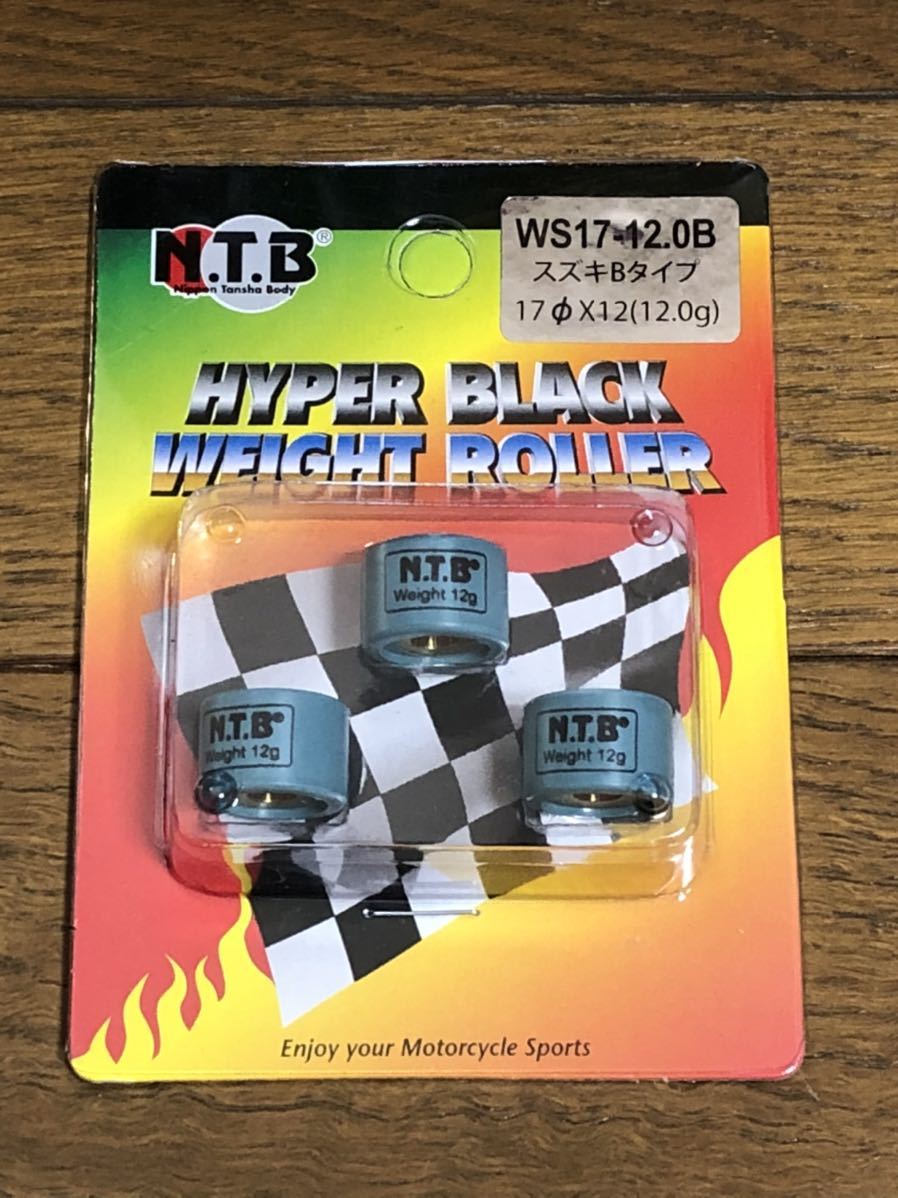 N.T.B®
Nippon Tansha Body
WS17-12.0B
スズキBタイプ
17φX12(12.0g)
HYPER BLACK
WEIGHT ROLLER
N.T.B®
Weight 12g
N.T.B®
Weight 12g
N.T.B®
Weight 12g
Enjoy your Motorcycle Sports